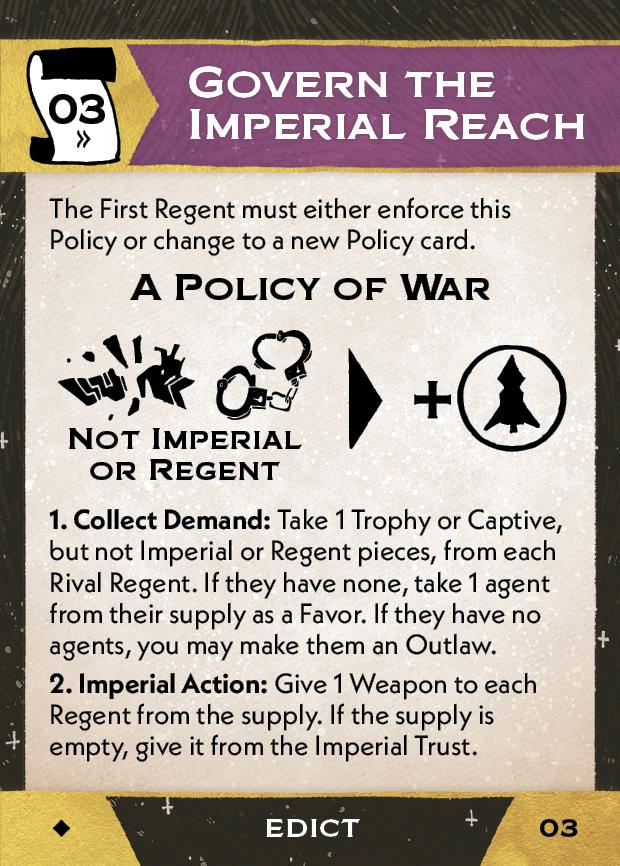 03
»
Govern the
Imperial Reach
The First Regent must either enforce this
Policy or change to a new Policy card.
A Policy of War
Not Imperial
or Regent
+
1. Collect Demand: Take 1 Trophy or Captive,
but not Imperial or Regent pieces, from each
Rival Regent. If they have none, take 1 agent
from their supply as a Favor. If they have no
agents, you may make them an Outlaw.
2. Imperial Action: Give 1 Weapon to each
Regent from the supply. If the supply is
empty, give it from the Imperial Trust.
EDICT
03